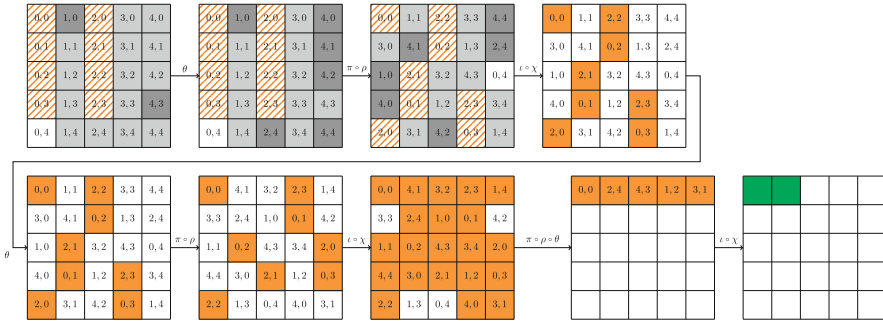 0,0 1,0 2,0 3,0 4,0 0,0 1,0 2,0 3,0 4,0 0,0 1,1 2,2 3,3 4,4 0,0 1,1 2,2 3,3 4,4
0,1 1,1 2,1 3,1 4,1 0,1 1,1 2,1 3,1 4,1 3,0 4,1 0,2 1,3 2,4 3,0 4,1 0,2 1,3 2,4
θ π∘ρ ι∘χ
0,2 1,2 2,2 3,2 4,2 0,2 1,2 2,2 3,2 4,2 1,0 2,1 3,2 4,3 0,4 1,0 2,1 3,2 4,3 0,4
0,3 1,3 2,3 3,3 4,3 0,3 1,3 2,3 3,3 4,3 4,0 0,1 1,2 2,3 3,4 4,0 0,1 1,2 2,3 3,4
0,4 1,4 2,4 3,4 4,4 0,4 1,4 2,4 3,4 4,4 2,0 3,1 4,2 0,3 1,4 2,0 3,1 4,2 0,3 1,4
0,0 1,1 2,2 3,3 4,4 0,0 4,1 3,2 2,3 1,4 0,0 4,1 3,2 2,3 1,4 0,0 2,4 4,3 1,2 3,1
3,0 4,1 0,2 1,3 2,4 3,3 2,4 1,0 0,1 4,2 3,3 2,4 1,0 0,1 4,2
θ π∘ρ ι∘χ π∘ρ∘θ ι∘χ
1,0 2,1 3,2 4,3 0,4 1,1 0,2 4,3 3,4 2,0 1,1 0,2 4,3 3,4 2,0
4,0 0,1 1,2 2,3 3,4 4,4 3,0 2,1 1,2 0,3 4,4 3,0 2,1 1,2 0,3
2,0 3,1 4,2 0,3 1,4 2,2 1,3 0,4 4,0 3,1 2,2 1,3 0,4 4,0 3,1